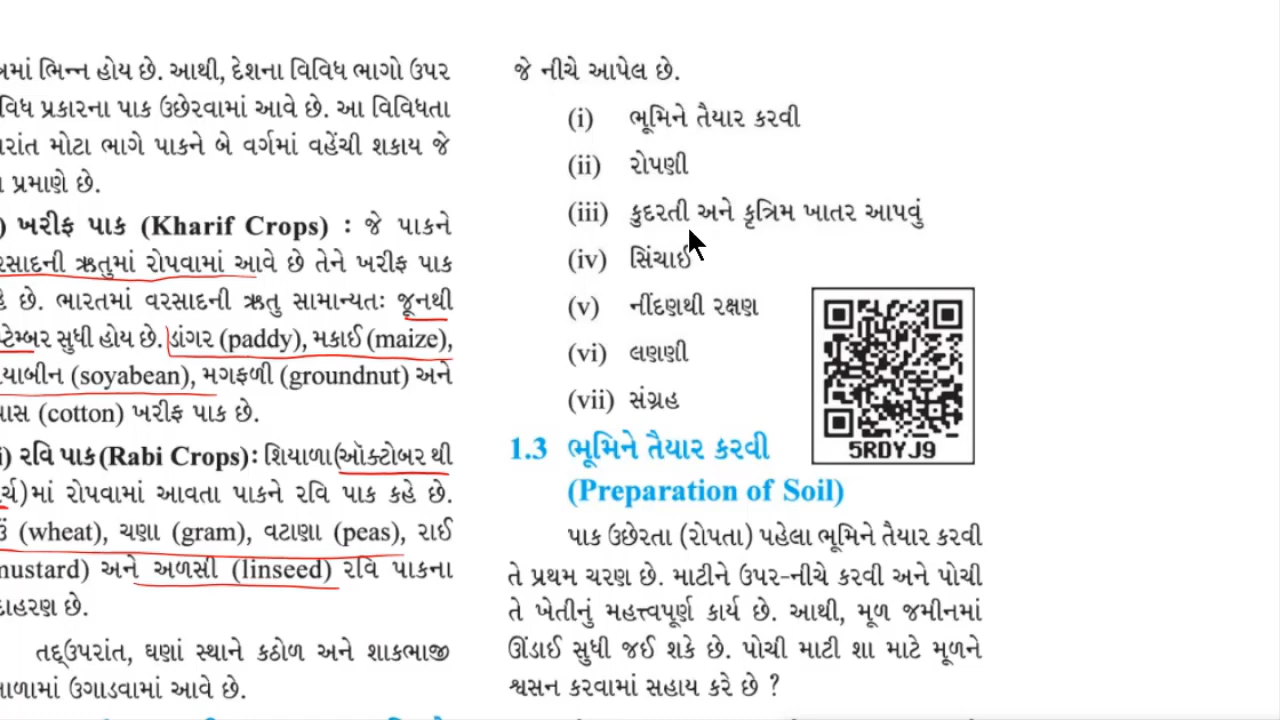 ભિન્ન હોય છે. આથી, દેશના વિવિધ ભાગો ઉપર
પ્રકારના પાક ઉછેરવામાં આવે છે. આ વિવિધતા
મોટા ભાગે પાકને બે વર્ગમાં વહેંચી શકાય જે
પ્રમાણે છે.
ખરીફ પાક (Kharif Crops) : જે પાકને
ઋતુમાં રોપવામાં આવે છે તેને ખરીફ પાક
છે. ભારતમાં વરસાદની ઋતુ સામાન્યતઃ જૂનથી
સુધી હોય છે. ડાંગર (paddy), મકાઈ (maize),
(soyabean), મગફળી (groundnut) અને
(cotton) ખરીફ પાક છે.
રવિ પાક (Rabi Crops) : શિયાળા (ઑક્ટોબર થી
માં રોપવામાં આવતા પાકને રવિ પાક કહે છે.
(wheat), ચણા (gram), વટાણા (peas), રાઈ
અને અળસી (linseed) રવિ પાકના
છે.
તદ્ઉપરાંત, ઘણાં સ્થાને કઠોળ અને શાકભાજી
ઉગાડવામાં આવે છે.
જે નીચે આપેલ છે.
(i) ભૂમિને તૈયાર કરવી
(ii) રોપણી
(iii) કુદરતી અને કૃત્રિમ ખાતર આપવું
(iv) સિંચાઈ
(v) નીંદણથી રક્ષણ
(vi) લણણી
(vii) સંગ્રહ
5RDYJ9
1.3 ભૂમિને તૈયાર કરવી
(Preparation of Soil)
પાક ઉછેરતા (રોપતા) પહેલા ભૂમિને તૈયાર કરવી
તે પ્રથમ ચરણ છે. માટીને ઉપર-નીચે કરવી અને પોચી
તે ખેતીનું મહત્ત્વપૂર્ણ કાર્ય છે. આથી, મૂળ જમીનમાં
ઊંડાઈ સુધી જઈ શકે છે. પોચી માટી શા માટે મૂળને
શ્વસન કરવામાં સહાય કરે છે ?